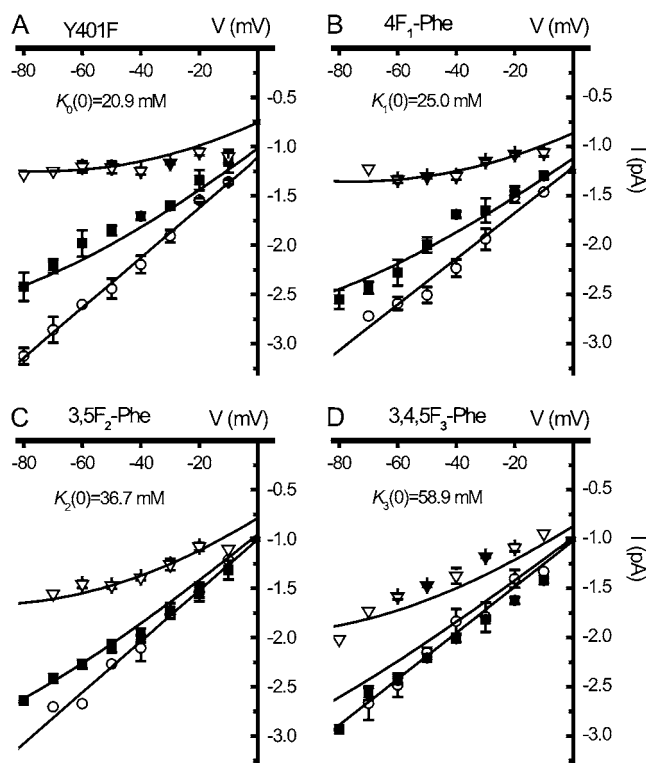 A Y401F V (mV)
-80 -60 -40 -20
K0(0)=20.9 mM
B 4F1-Phe V (mV)
-80 -60 -40 -20
K1(0)=25.0 mM
-0.5
-1.0
-1.5
-2.0
-2.5
-3.0
-0.5
-1.0
-1.5
-2.0
-2.5
-3.0
I (pA)
C 3,5F2-Phe V (mV)
-80 -60 -40 -20
K2(0)=36.7 mM
D 3,4,5F3-Phe V (mV)
-80 -60 -40 -20
K3(0)=58.9 mM
-0.5
-1.0
-1.5
-2.0
-2.5
-3.0
-0.5
-1.0
-1.5
-2.0
-2.5
-3.0
I (pA)